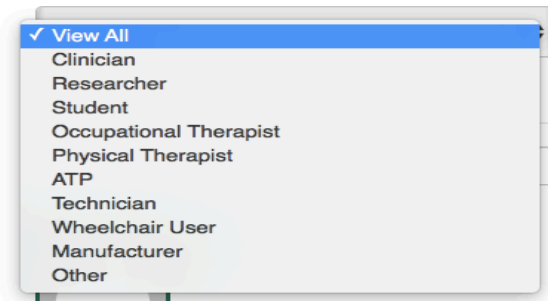 ✓ View All
Clinician
Researcher
Student
Occupational Therapist
Physical Therapist
ATP
Technician
Wheelchair User
Manufacturer
Other